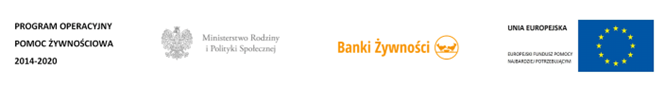 PROGRAM OPERACYJNY
POMOC ŻYWNOŚCIOWA
2014-2020
Ministerstwo Rodziny
i Polityki Społecznej
Banki Żywności
UNIA EUROPEJSKA
EUROPEJSKI FUNDUSZ POMOCY
NAJBARDZIEJ POTRZEBUJĄCYM